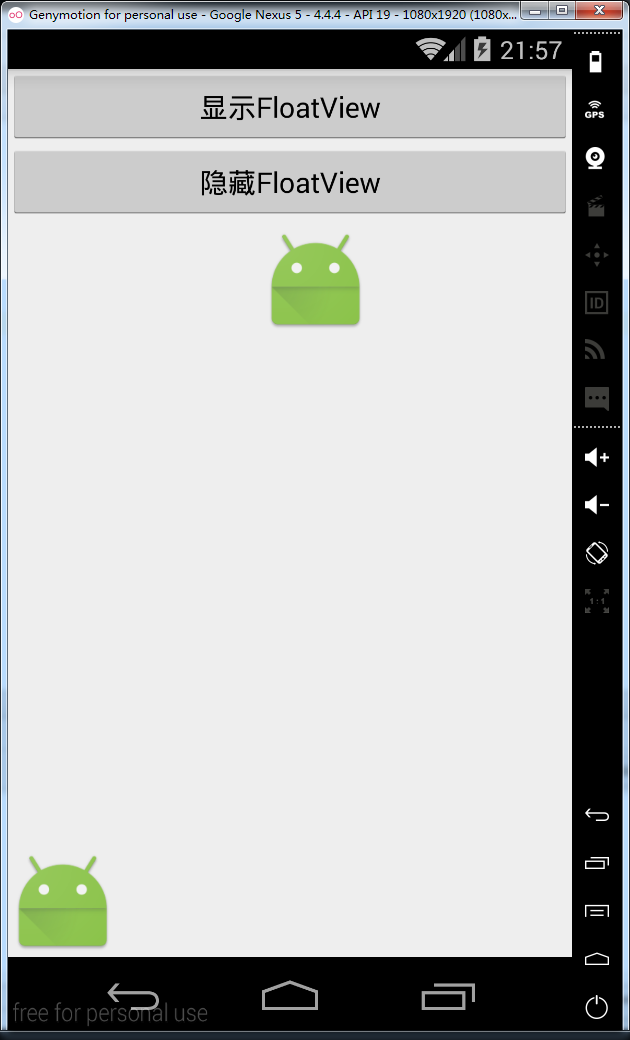 Genymotion for personal use - Google Nexus 5 - 4.4.4 - API 19 - 1080x1920 (1080x...
21:57
显示FloatView
隐藏FloatView
GPS
ID
1:1
free for personal use